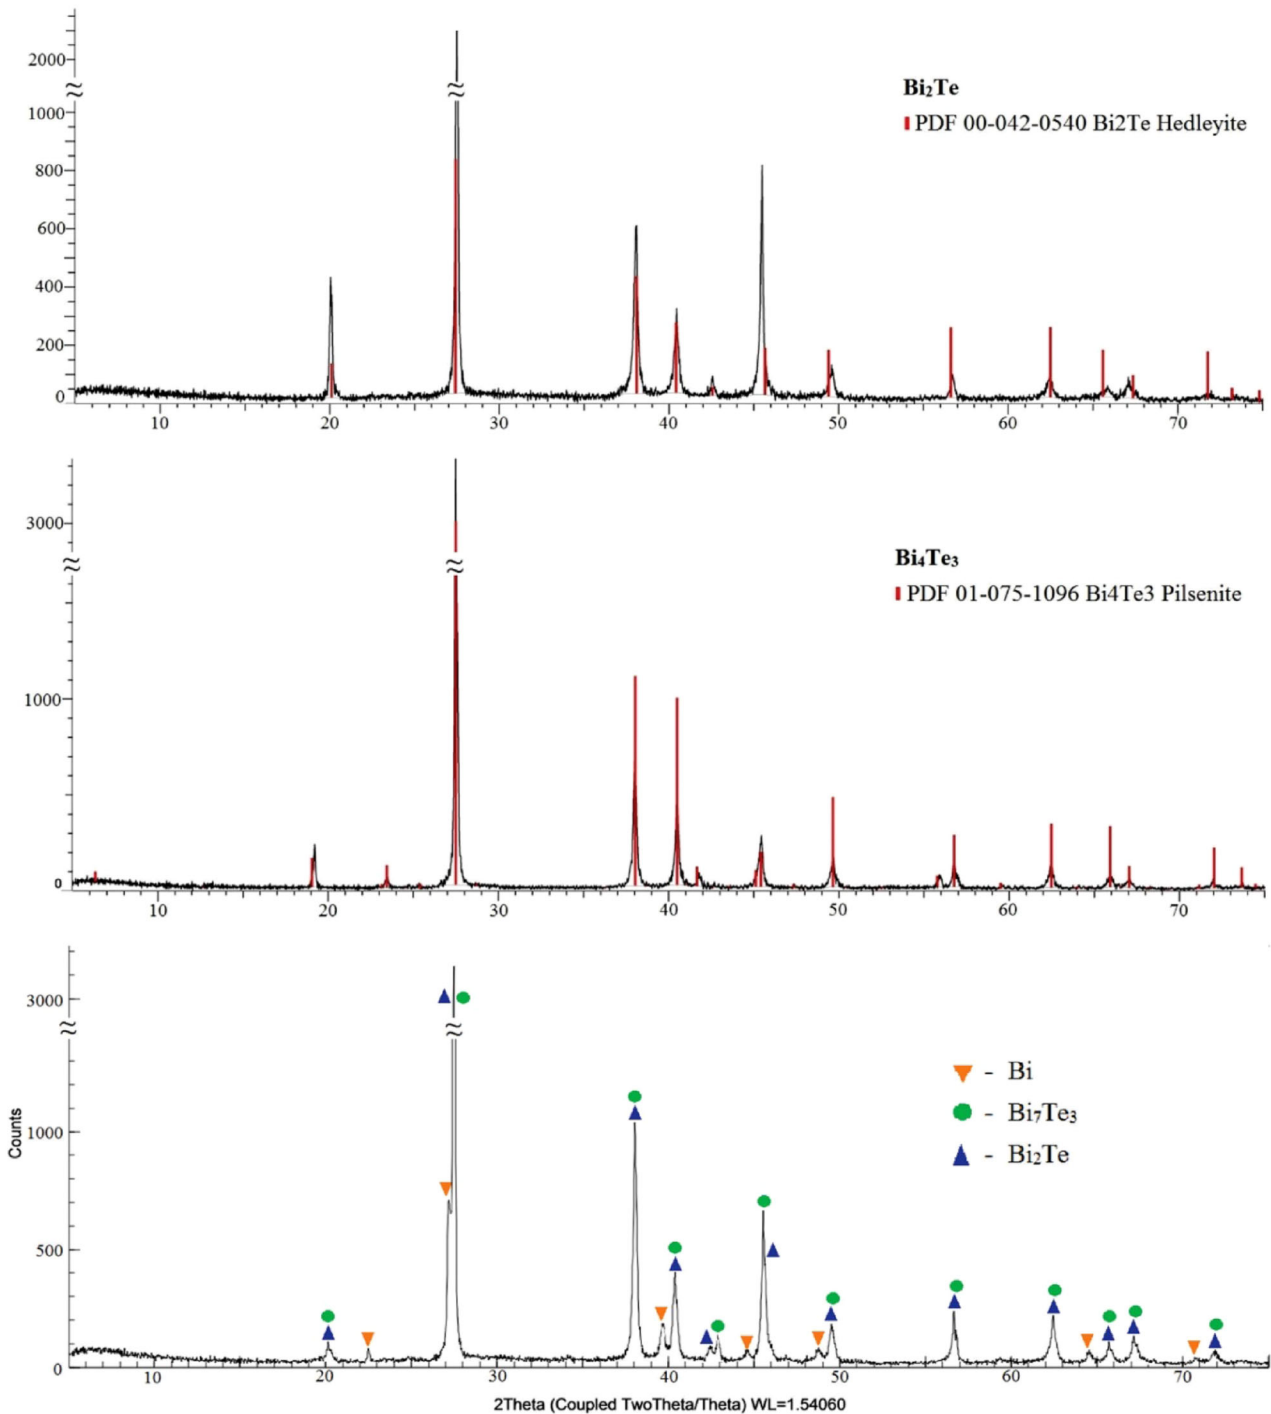 2000
≈ ≈
1000
800
600
400
200
0
10 20 30 40 50 60 70
Bi₂Te
PDF 00-042-0540 Bi2Te Hedleyite
3000
≈ ≈
1000
0
10 20 30 40 50 60 70
Bi₄Te₃
PDF 01-075-1096 Bi4Te3 Pilsenite
3000
≈ ≈
1000
500
0
Counts
10 20 30 40 50 60 70
- Bi
- Bi₇Te₃
- Bi₂Te
2Theta (Coupled TwoTheta/Theta) WL=1.54060